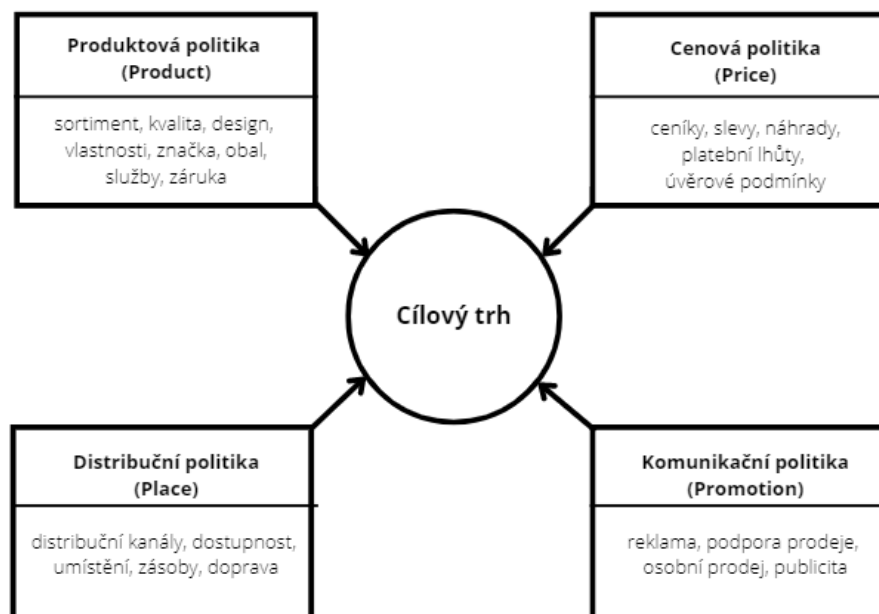 Produktová politika
(Product)
sortiment, kvalita, design,
vlastnosti, značka, obal,
služby, záruka
Cenová politika
(Price)
ceníky, slevy, náhrady,
platební lhůty,
úvěrové podmínky
Cílový trh
Distribuční politika
(Place)
distribuční kanály, dostupnost,
umístění, zásoby, doprava
Komunikační politika
(Promotion)
reklama, podpora prodeje,
osobní prodej, publicita